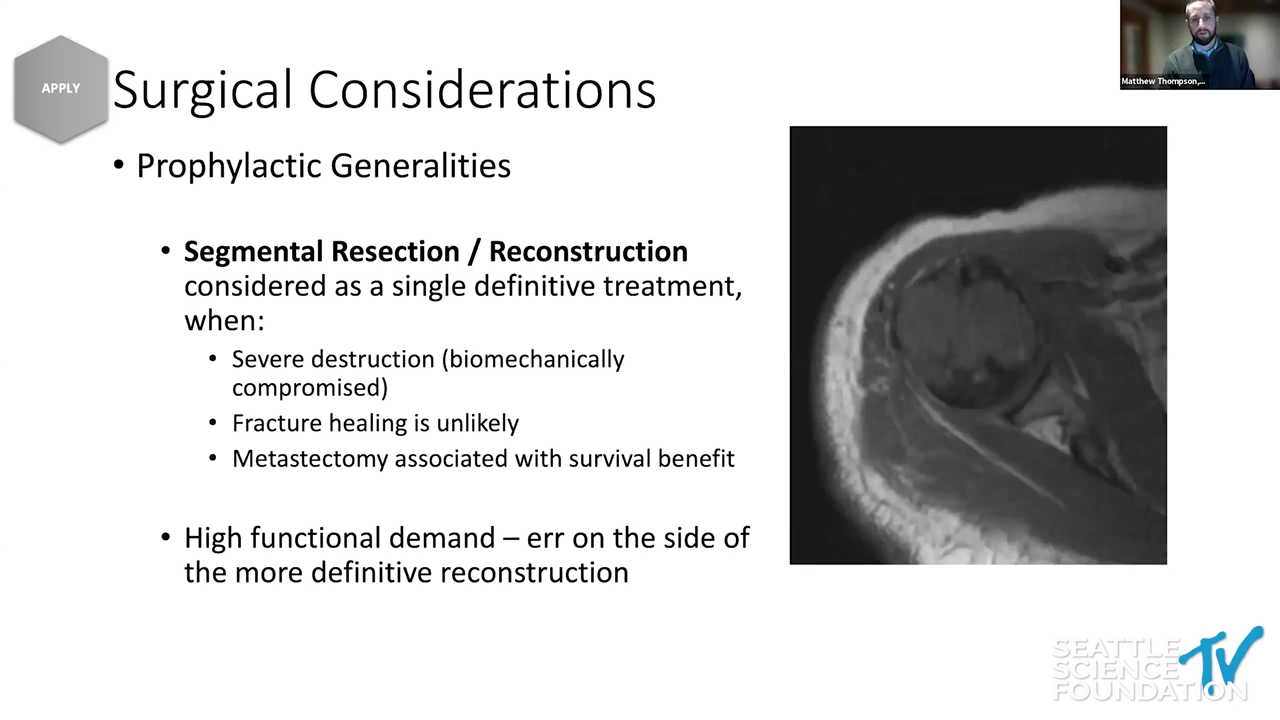 APPLY
Surgical Considerations
Matthew Thompson,...
• Prophylactic Generalities
• Segmental Resection / Reconstruction
considered as a single definitive treatment,
when:
• Severe destruction (biomechanically
compromised)
• Fracture healing is unlikely
• Metastectomy associated with survival benefit
• High functional demand – err on the side of
the more definitive reconstruction
SEATTLE
SCIENCE
FOUNDATION
TV